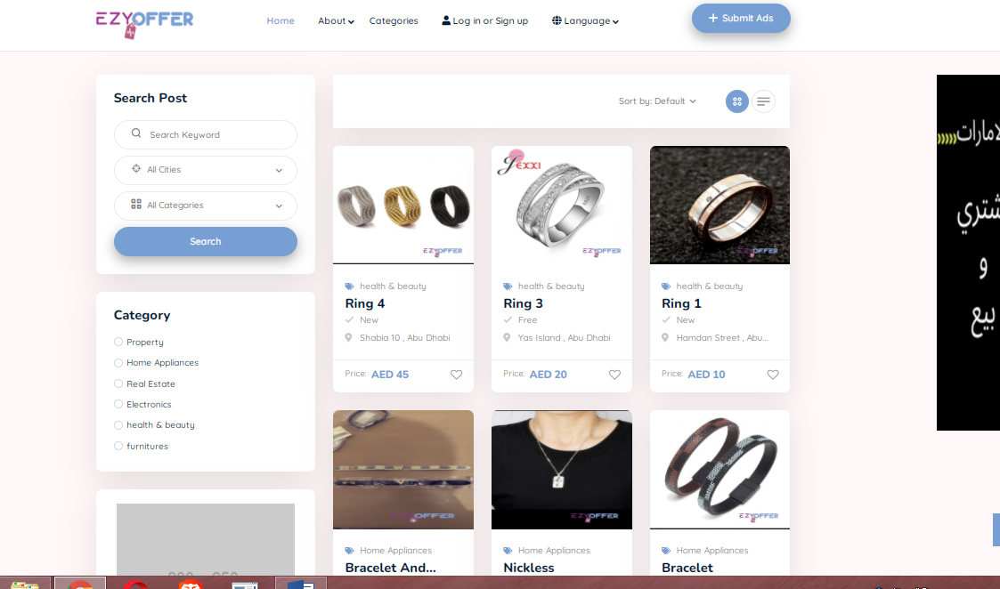 EZYOFFER
Home About Categories Log in or Sign up Language Submit Ads
Search Post
Search Keyword
All Cities
All Categories
Search
Category
Property
Home Appliances
Real Estate
Electronics
health & beauty
furnitures
Sort by: Default
JEXXI
EZYOFFER
EZYOFFER
health & beauty
Ring 4
New
Shabia 10 , Abu Dhabi
Price: AED 45
health & beauty
Ring 3
Free
Yas Island , Abu Dhabi
Price: AED 20
health & beauty
Ring 1
New
Hamdan Street , Abu...
Price: AED 10
EZYOFFER
EZYOFFER
EZYOFFER
Home Appliances
Bracelet And...
Home Appliances
Nickless
Home Appliances
Bracelet
و
بيع